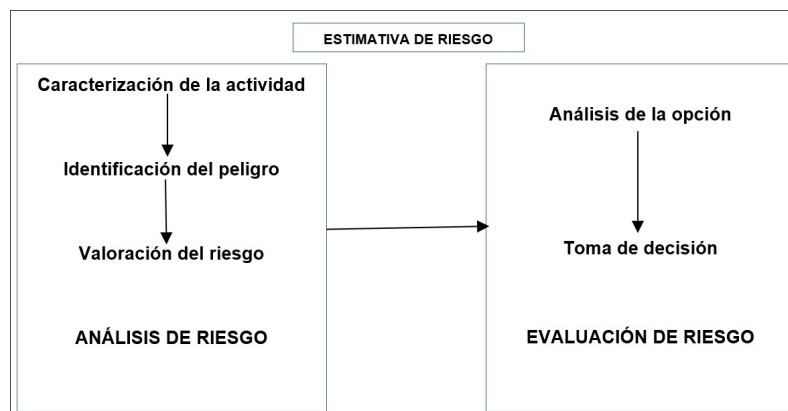 ESTIMATIVA DE RIESGO
Caracterización de la actividad
Identificación del peligro
Valoración del riesgo
ANÁLISIS DE RIESGO
Análisis de la opción
Toma de decisión
EVALUACIÓN DE RIESGO